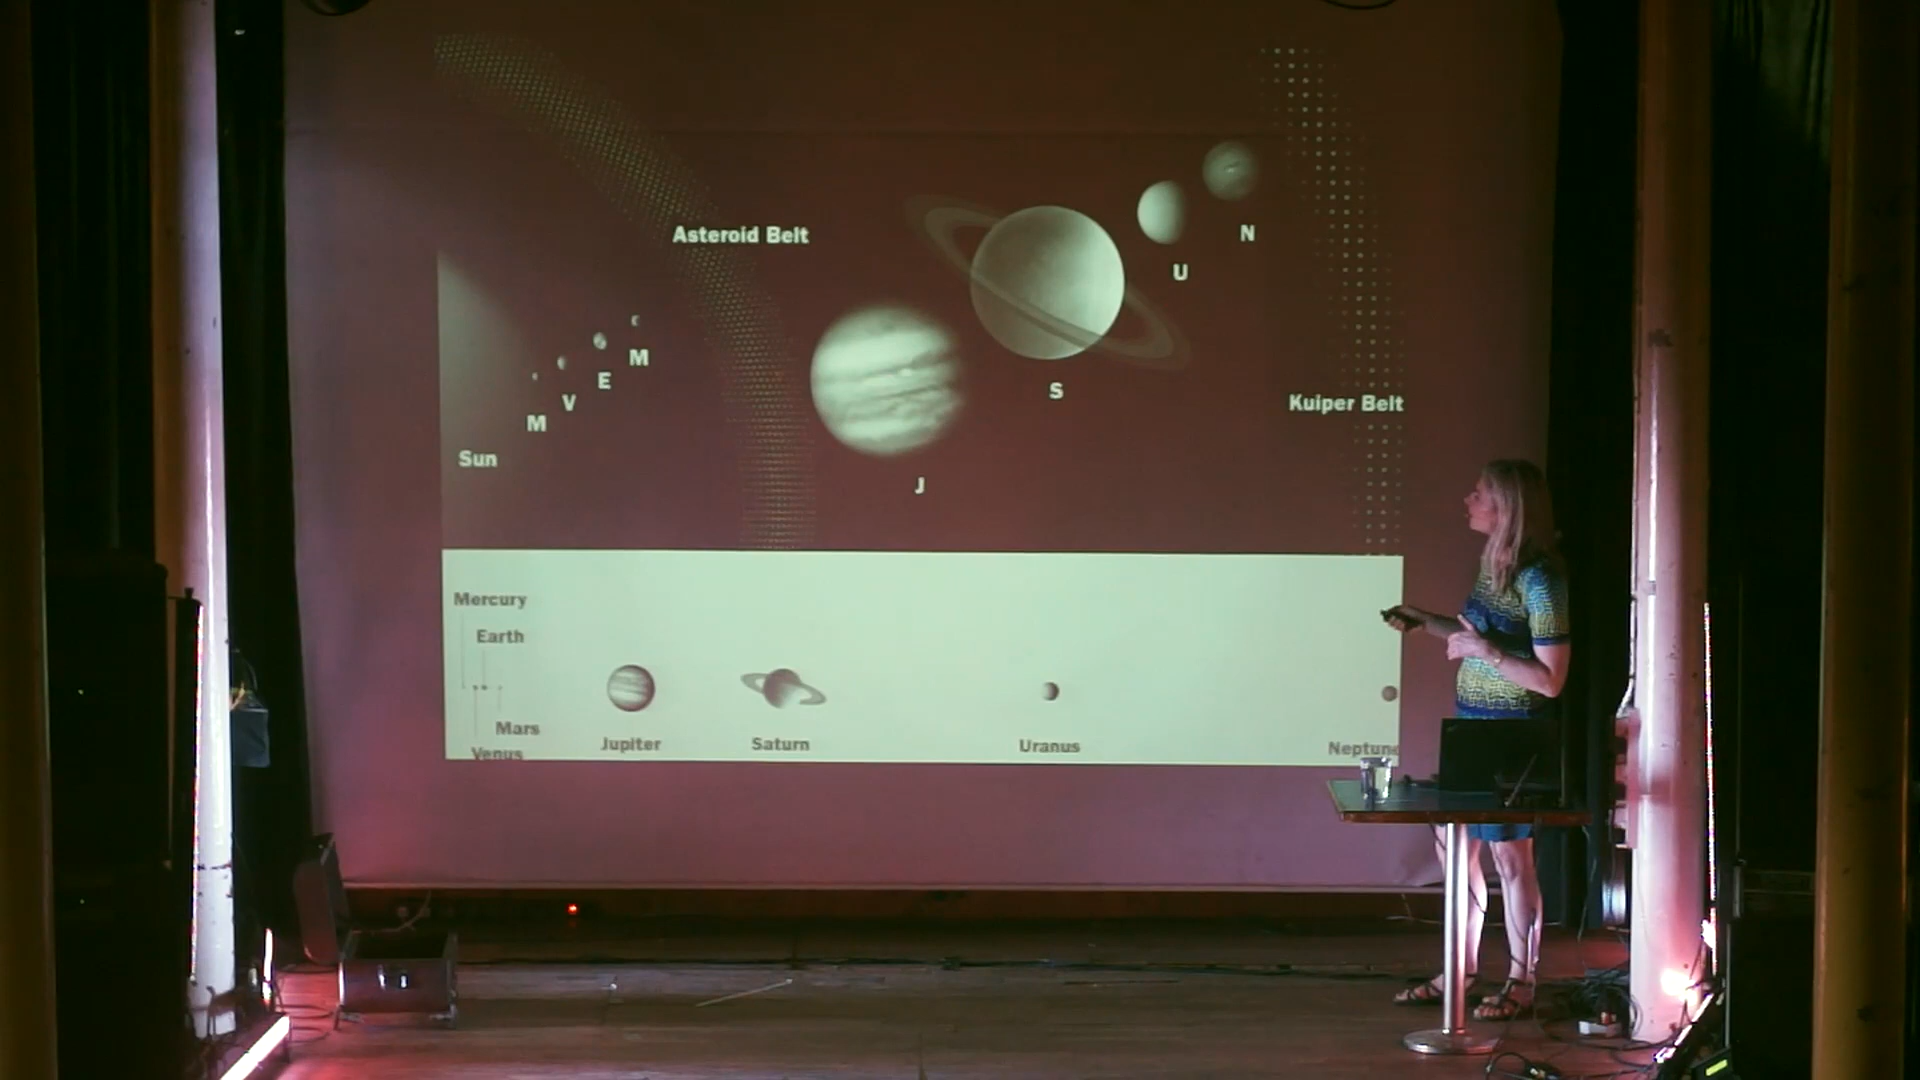 Asteroid Belt
N
U
M
E
S
V
Kuiper Belt
M
Sun
J
Mercury
Earth
Mars
Venus
Jupiter
Saturn
Uranus
Neptune